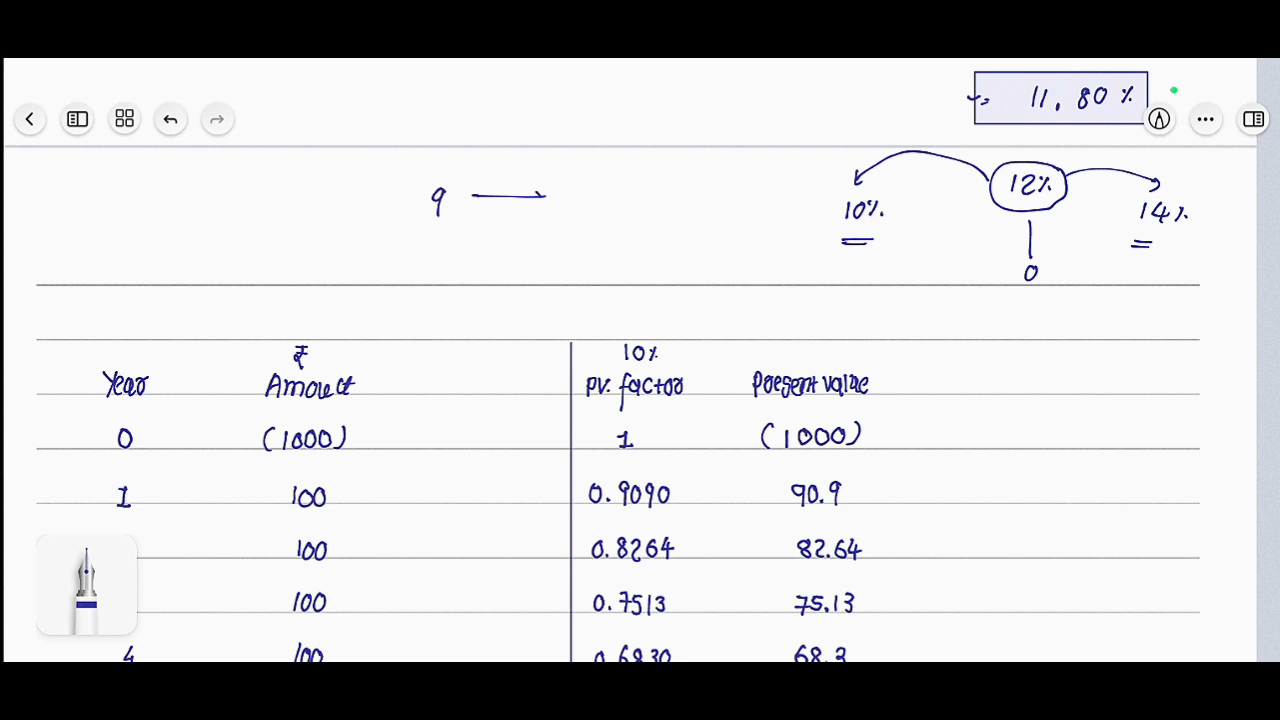 11.80%
12%
10%
14%
9
0
₹
10%
Year Amount PV. factor Present value
0 (1000) 1 (1000)
1 100 0.9090 90.9
100 0.8264 82.64
100 0.7513 75.13
4 100 0.6830 68.3